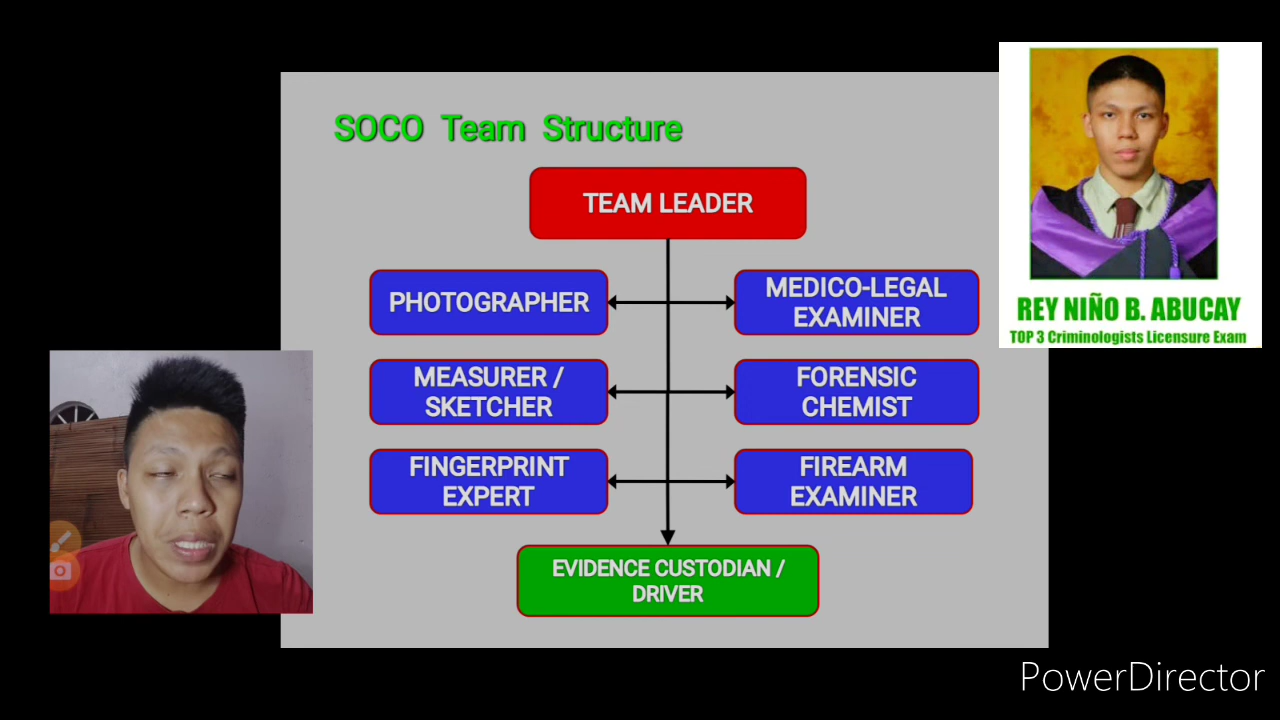 SOCO Team Structure
TEAM LEADER
PHOTOGRAPHER
MEDICO-LEGAL
EXAMINER
MEASURER /
SKETCHER
FORENSIC
CHEMIST
FINGERPRINT
EXPERT
FIREARM
EXAMINER
EVIDENCE CUSTODIAN /
DRIVER
REY NIÑO B. ABUCAY
TOP 3 Criminologists Licensure Exam
PowerDirector